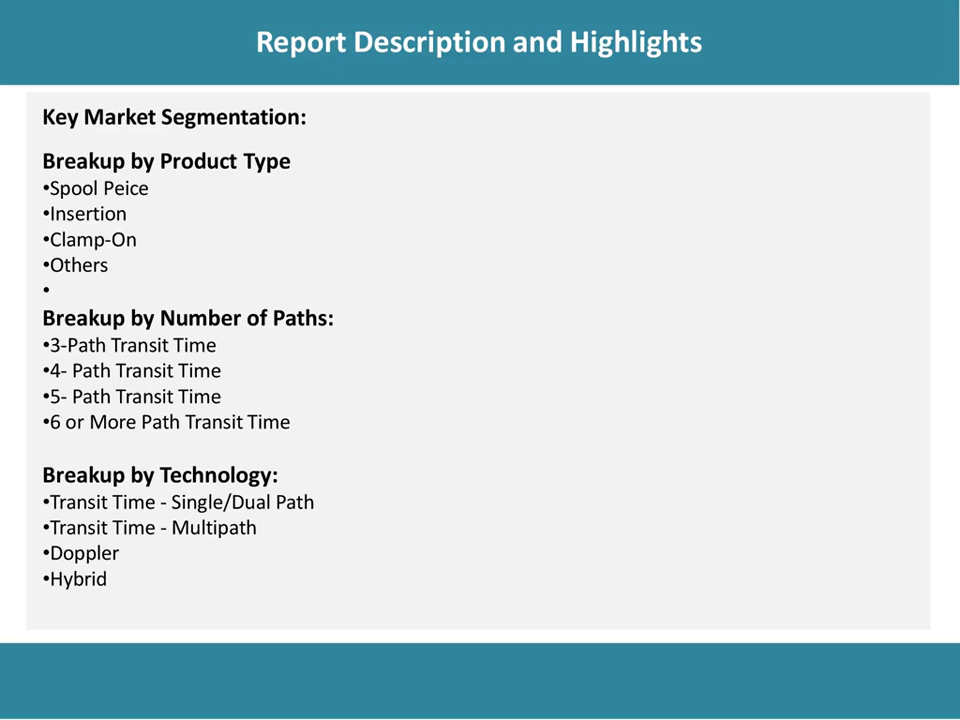 Report Description and Highlights
Key Market Segmentation:
Breakup by Product Type
•Spool Peice
•Insertion
•Clamp-On
•Others
•
Breakup by Number of Paths:
•3-Path Transit Time
•4- Path Transit Time
•5- Path Transit Time
•6 or More Path Transit Time
Breakup by Technology:
•Transit Time - Single/Dual Path
•Transit Time - Multipath
•Doppler
•Hybrid